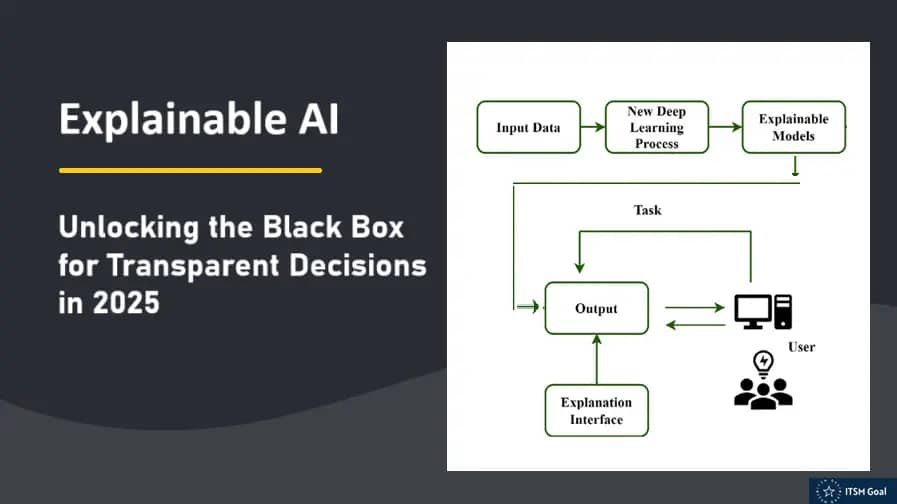 Explainable AI
Unlocking the Black Box
for Transparent Decisions
in 2025
Input Data
New Deep
Learning
Process
Explainable
Models
Task
Output
User
Explanation
Interface
ITSM Goal